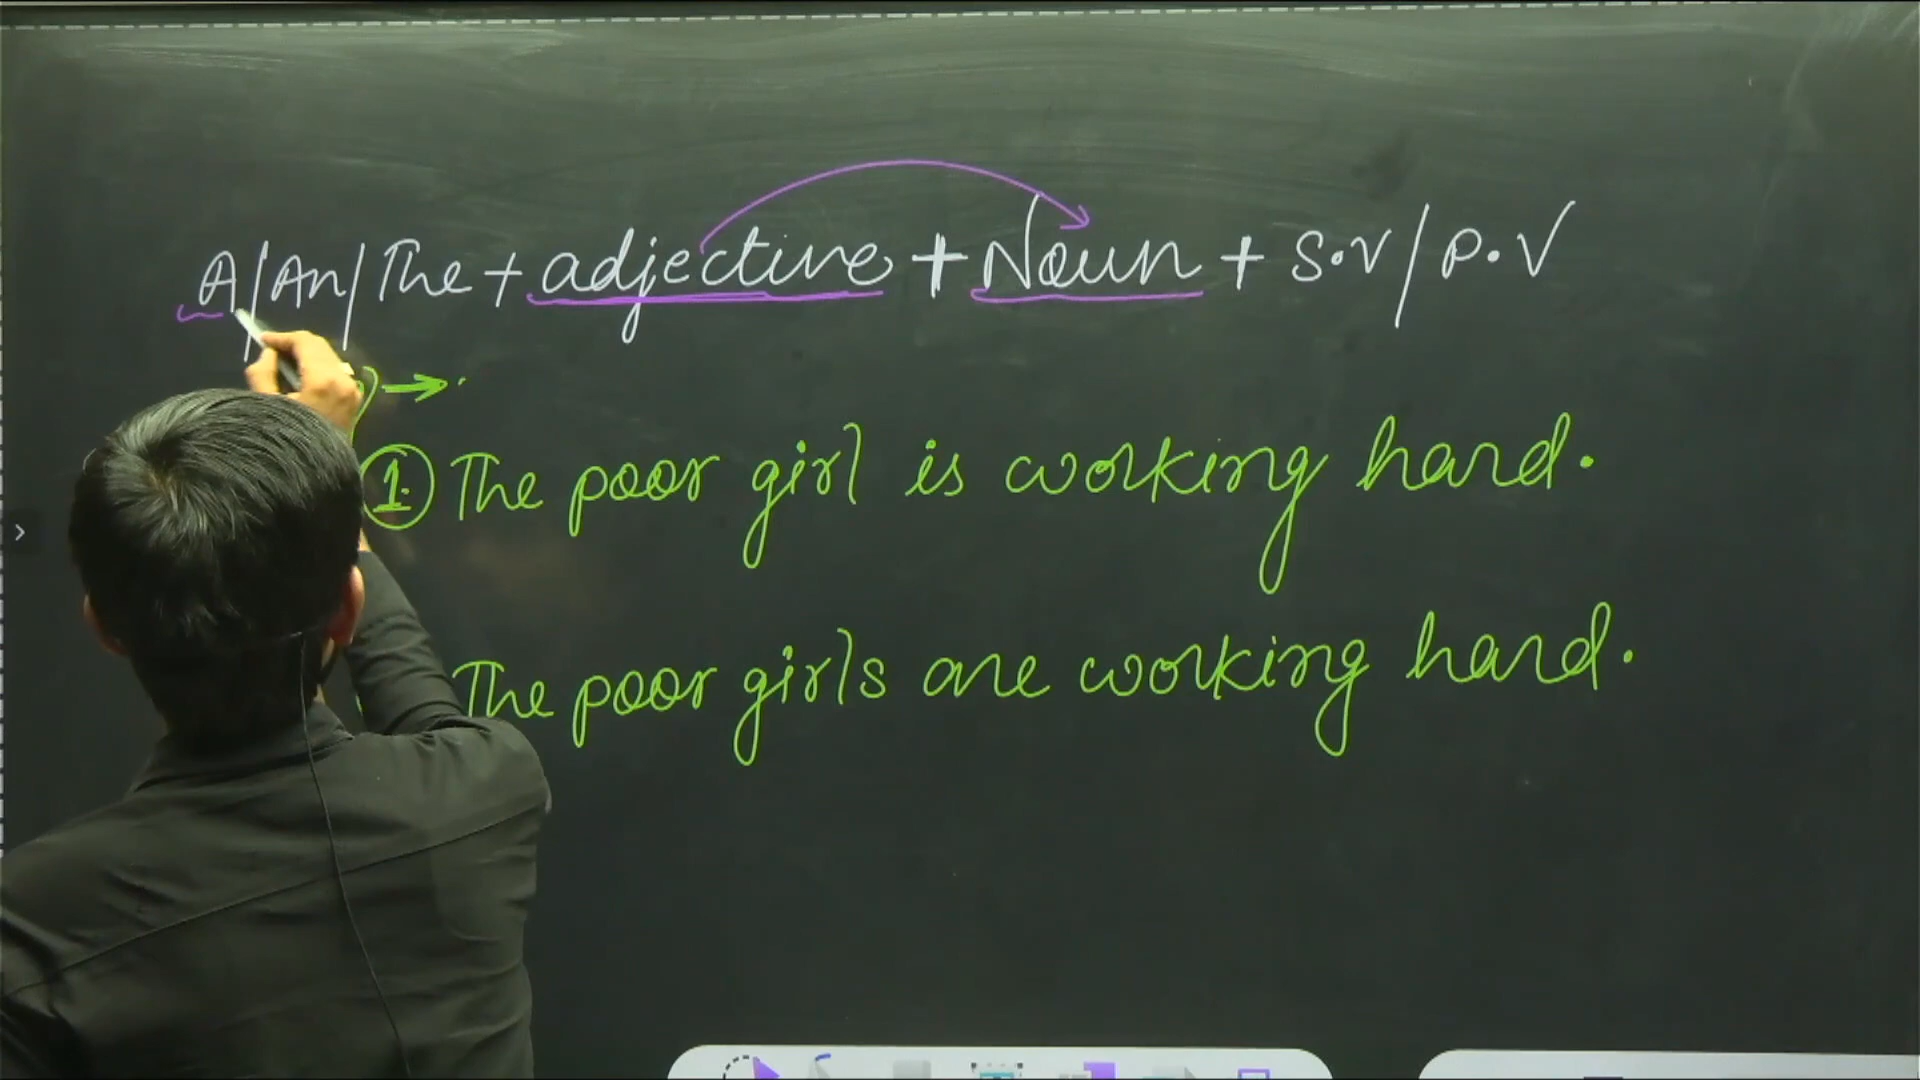 A/An/The + adjective + Noun + S.V/P.V
1. The poor girl is working hard.
The poor girls are working hard.